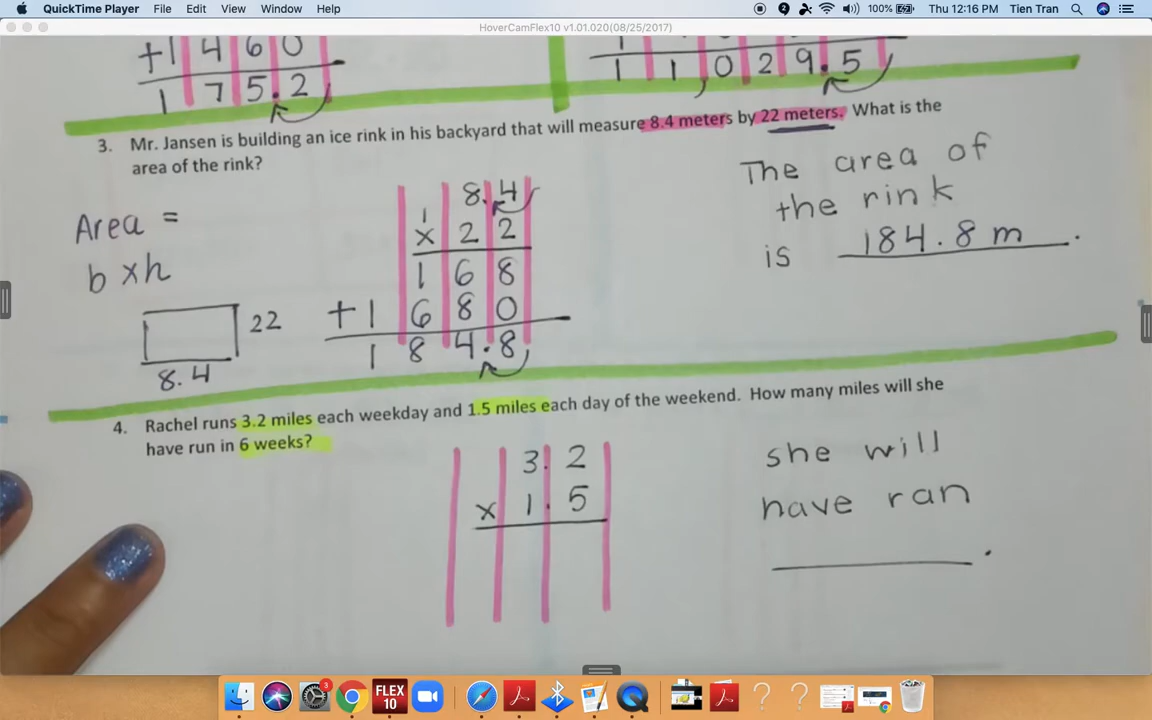 QuickTime Player File Edit View Window Help
2 100% Thu 12:16 PM Tien Tran
HoverCamFlex10 v1.01.020(08/25/2017)
+1 4 6 0
1 7 5.2
1 1,0 2 9.5
3. Mr. Jansen is building an ice rink in his backyard that will measure 8.4 meters by 22 meters. What is the
area of the rink?
Area =
b x h
22
8.4
8.4
1
x 2 2
1 6 8
+1 6 8 0
1 8 4.8
The area of
the rink
is 184.8 m.
4. Rachel runs 3.2 miles each weekday and 1.5 miles each day of the weekend. How many miles will she
have run in 6 weeks?
3.2
x 1.5
she will
have ran
.
3
FLEX
10
? ?